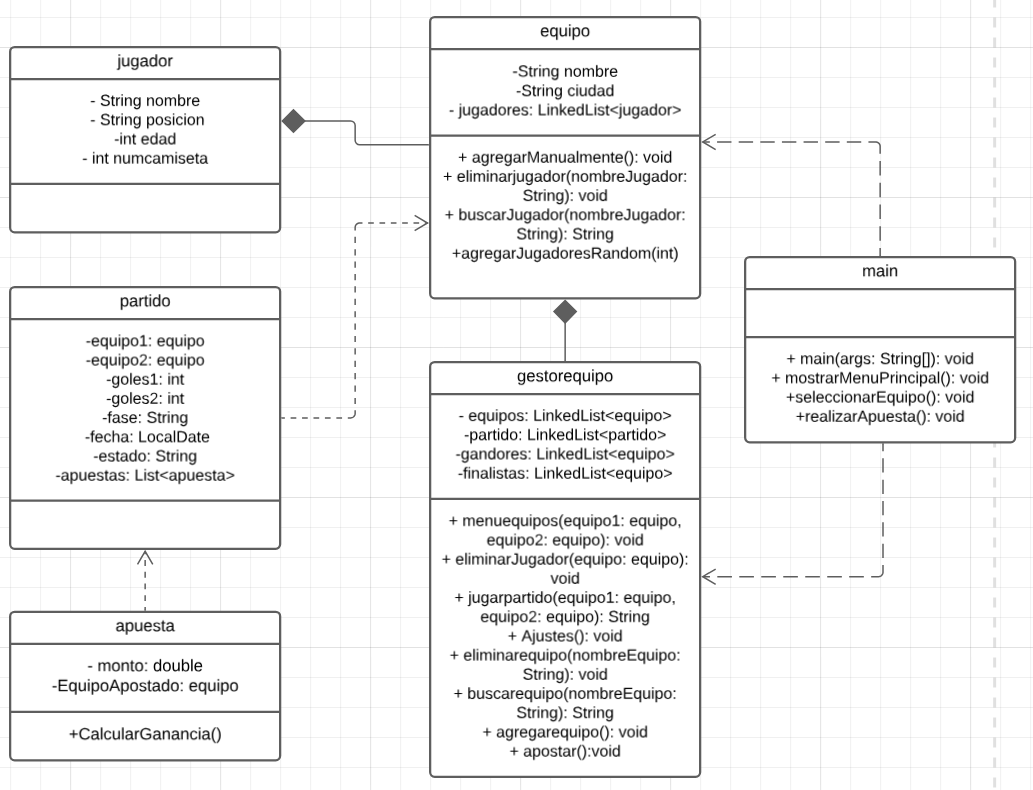 jugador
- String nombre
- String posicion
-int edad
- int numcamiseta
equipo
-String nombre
-String ciudad
- jugadores: LinkedList<jugador>
+ agregarManualmente(): void
+ eliminarjugador(nombreJugador:
String): void
+ buscarJugador(nombreJugador:
String): String
+agregarJugadoresRandom(int)
partido
-equipo1: equipo
-equipo2: equipo
-goles1: int
-goles2: int
-fase: String
-fecha: LocalDate
-estado: String
-apuestas: List<apuesta>
main
+ main(args: String[]): void
+ mostrarMenuPrincipal(): void
+seleccionarEquipo(): void
+realizarApuesta(): void
gestorequipo
- equipos: LinkedList<equipo>
-partido: LinkedList<partido>
-gandores: LinkedList<equipo>
-finalistas: LinkedList<equipo>
+ menuequipos(equipo1: equipo,
equipo2: equipo): void
+ eliminarJugador(equipo: equipo):
void
+ jugarpartido(equipo1: equipo,
equipo2: equipo): String
+ Ajustes(): void
+ eliminarequipo(nombreEquipo:
String): void
+ buscarequipo(nombreEquipo:
String): String
+ agregarequipo(): void
+ apostar():void
apuesta
- monto: double
-EquipoApostado: equipo
+CalcularGanancia()